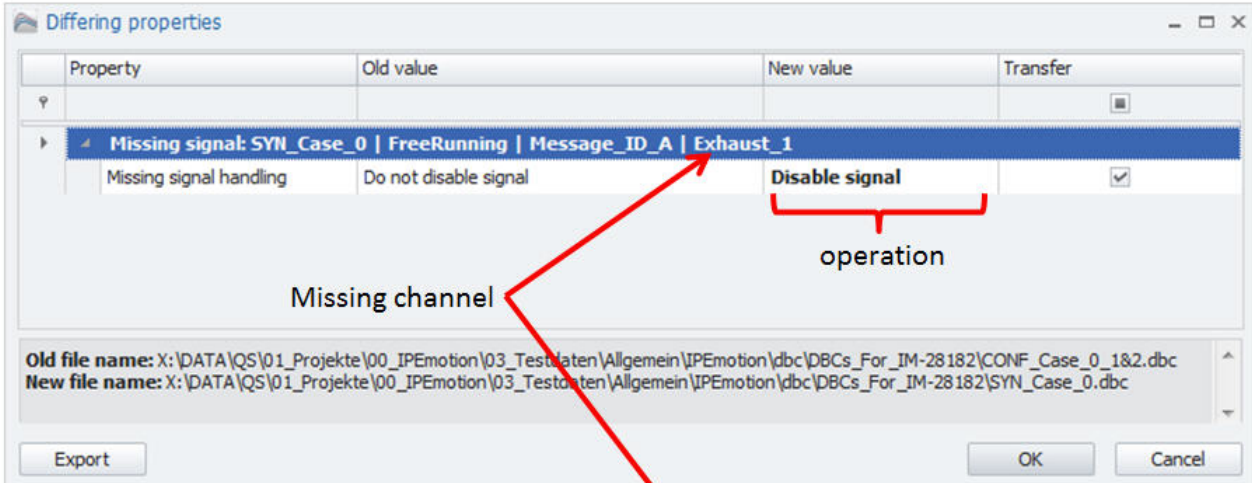 Differing properties
Property Old value New value Transfer
Missing signal: SYN_Case_0 | FreeRunning | Message_ID_A | Exhaust_1
Missing signal handling Do not disable signal Disable signal
operation
Missing channel
Old file name: X:\DATA\QS\01_Projekte\00_IPEmotion\03_Testdaten\Allgemein\IPEmotion\dbc\DBCs_For_IM-28182\CONF_Case_0_1&2.dbc
New file name: X:\DATA\QS\01_Projekte\00_IPEmotion\03_Testdaten\Allgemein\IPEmotion\dbc\DBCs_For_IM-28182\SYN_Case_0.dbc
Export OK Cancel